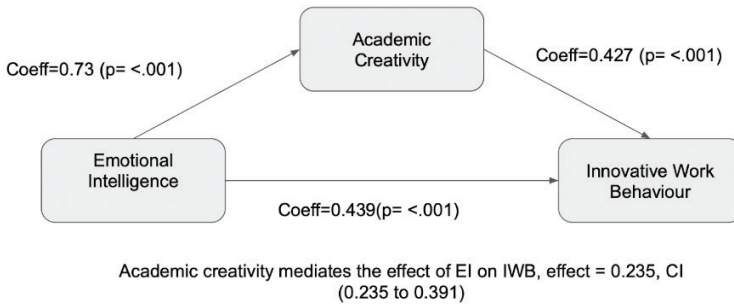 Academic
Creativity
Coeff=0.73 (p= <.001)
Coeff=0.427 (p= <.001)
Emotional
Intelligence
Innovative Work
Behaviour
Coeff=0.439(p= <.001)
Academic creativity mediates the effect of EI on IWB, effect = 0.235, CI
(0.235 to 0.391)